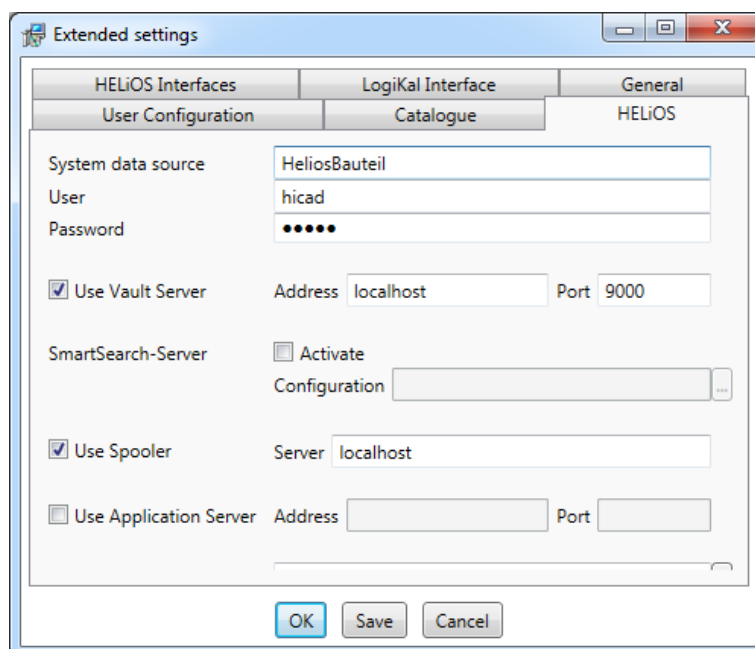 Extended settings
HELiOS Interfaces LogiKal Interface General
User Configuration Catalogue HELiOS
System data source HeliosBauteil
User hicad
Password •••••
Use Vault Server Address localhost Port 9000
SmartSearch-Server Activate
Configuration ...
Use Spooler Server localhost
Use Application Server Address Port
OK Save Cancel